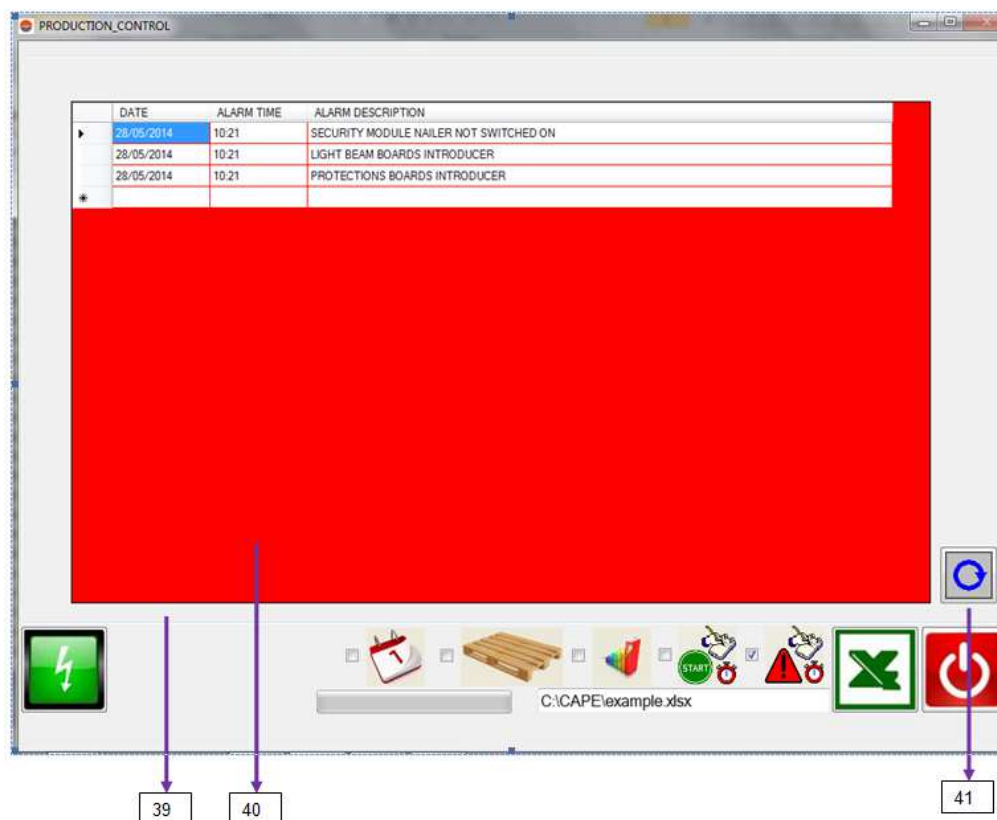 PRODUCTION_CONTROL
DATE ALARM TIME ALARM DESCRIPTION
28/05/2014 10:21 SECURITY MODULE NAILER NOT SWITCHED ON
28/05/2014 10:21 LIGHT BEAM BOARDS INTRODUCER
28/05/2014 10:21 PROTECTIONS BOARDS INTRODUCER
1
START
C:\CAPE\example.xlsx
39 40 41